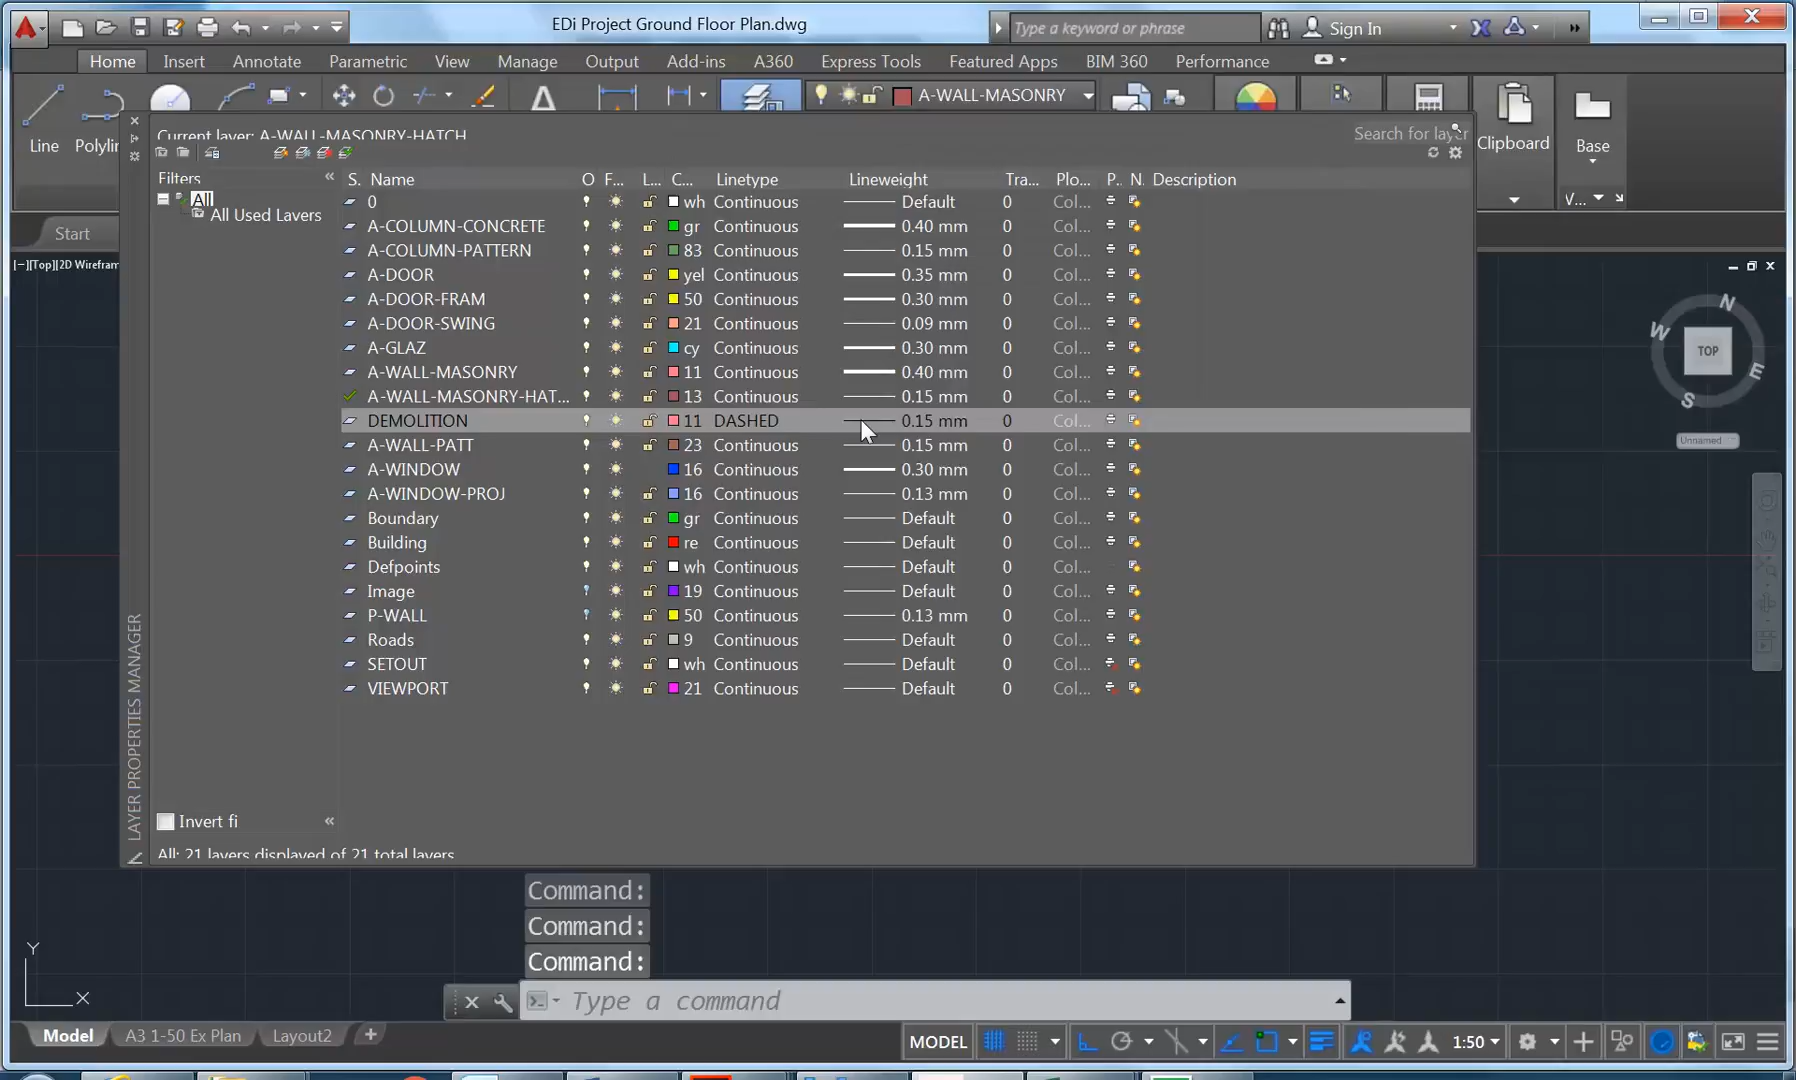 EDi Project Ground Floor Plan.dwg
Type a keyword or phrase
Sign In
Home Insert Annotate Parametric View Manage Output Add-ins A360 Express Tools Featured Apps BIM 360 Performance
A-WALL-MASONRY
Line
Clipboard
Base
V...
Start
[−][Top][2D Wirefram
Current layer: A-WALL-MASONRY-HATCH
Search for layer
Filters
All
All Used Layers
S. Name O F... L... C... Linetype Lineweight Tra... Plo... P.. N. Description
0 wh Continuous Default 0 Col...
A-COLUMN-CONCRETE gr Continuous 0.40 mm 0 Col...
A-COLUMN-PATTERN 83 Continuous 0.15 mm 0 Col...
A-DOOR yel Continuous 0.35 mm 0 Col...
A-DOOR-FRAM 50 Continuous 0.30 mm 0 Col...
A-DOOR-SWING 21 Continuous 0.09 mm 0 Col...
A-GLAZ cy Continuous 0.30 mm 0 Col...
A-WALL-MASONRY 11 Continuous 0.40 mm 0 Col...
A-WALL-MASONRY-HAT... 13 Continuous 0.15 mm 0 Col...
DEMOLITION 11 DASHED 0.15 mm 0 Col...
A-WALL-PATT 23 Continuous 0.15 mm 0 Col...
A-WINDOW 16 Continuous 0.30 mm 0 Col...
A-WINDOW-PROJ 16 Continuous 0.13 mm 0 Col...
Boundary gr Continuous Default 0 Col...
Building re Continuous Default 0 Col...
Defpoints wh Continuous Default 0 Col...
Image 19 Continuous Default 0 Col...
P-WALL 50 Continuous 0.13 mm 0 Col...
Roads 9 Continuous Default 0 Col...
SETOUT wh Continuous Default 0 Col...
VIEWPORT 21 Continuous Default 0 Col...
Invert fi
All: 21 layers displayed of 21 total layers
LAYER PROPERTIES MANAGER
N
W
TOP
E
S
Unnamed
Command:
Command:
Command:
Type a command
Y
X
Model A3 1-50 Ex Plan Layout2
MODEL
1:50